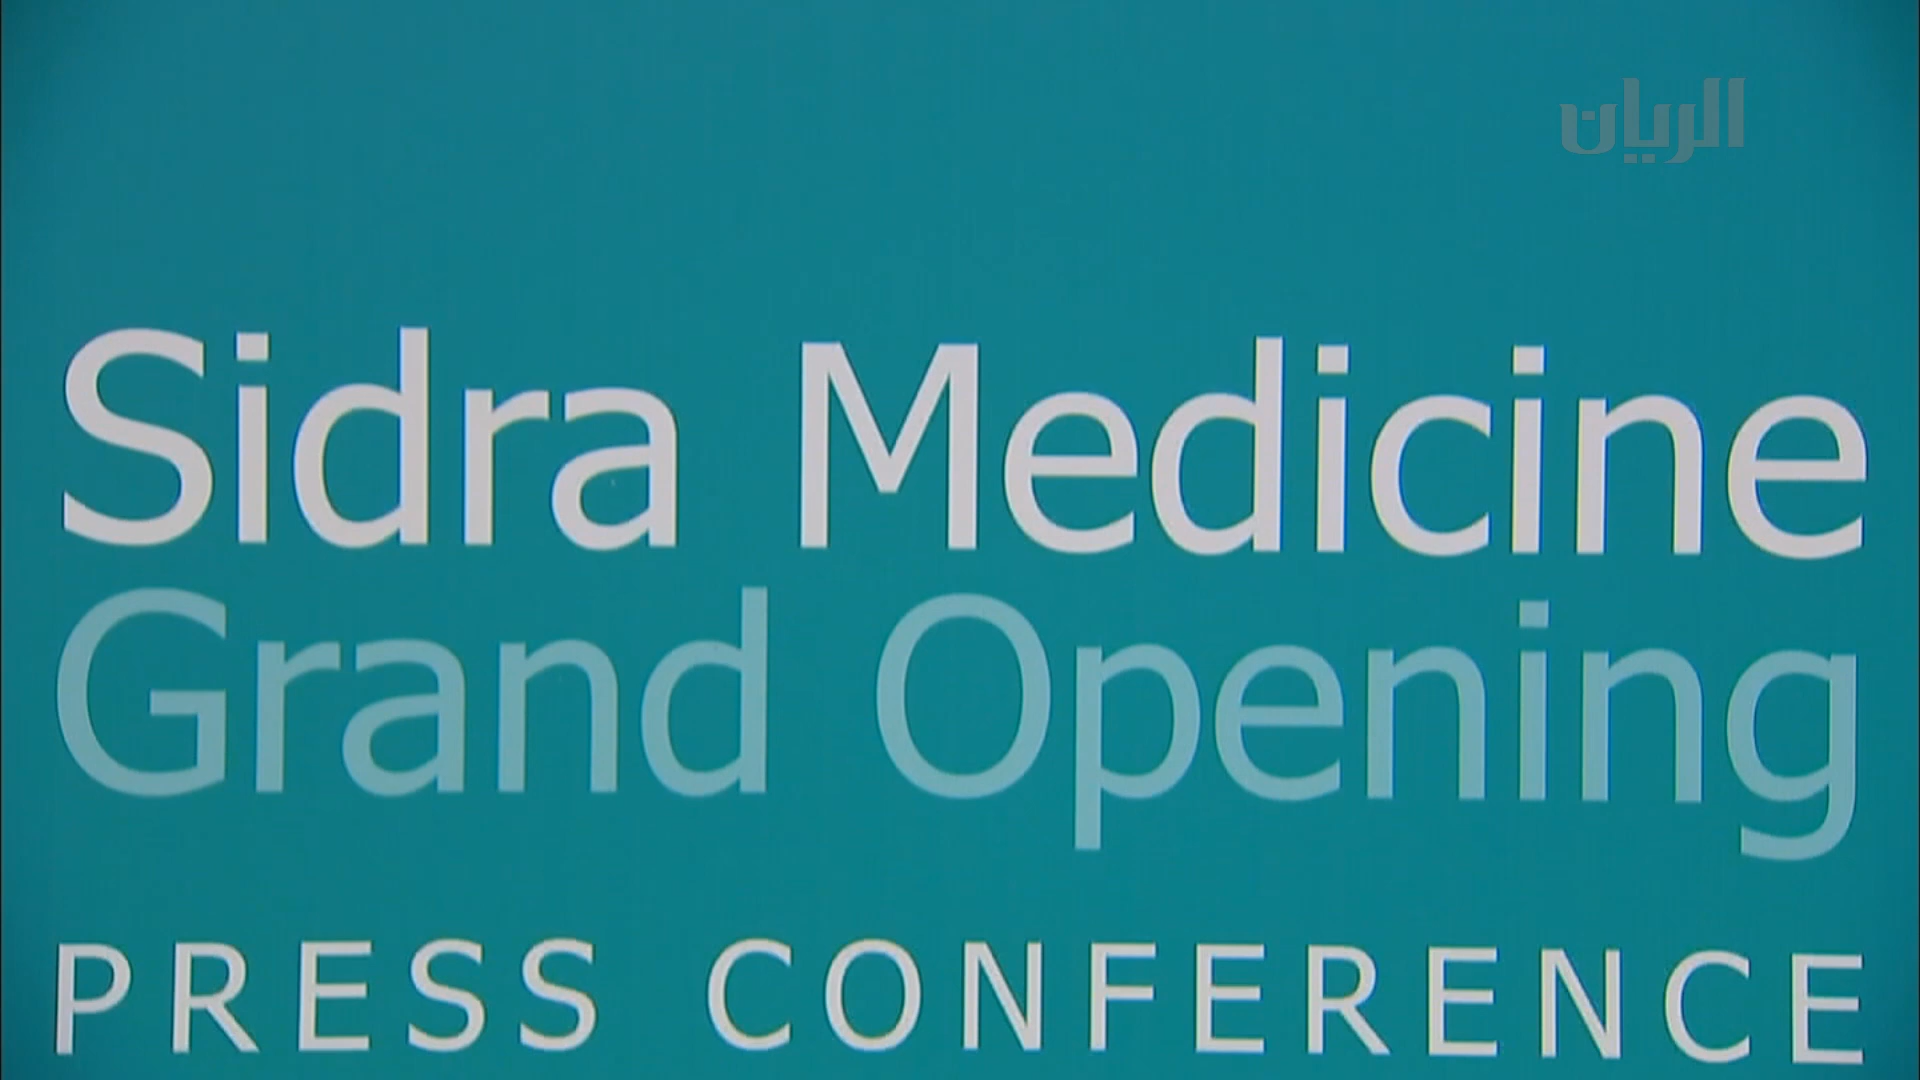 الريان
Sidra Medicine
Grand Opening
PRESS CONFERENCE